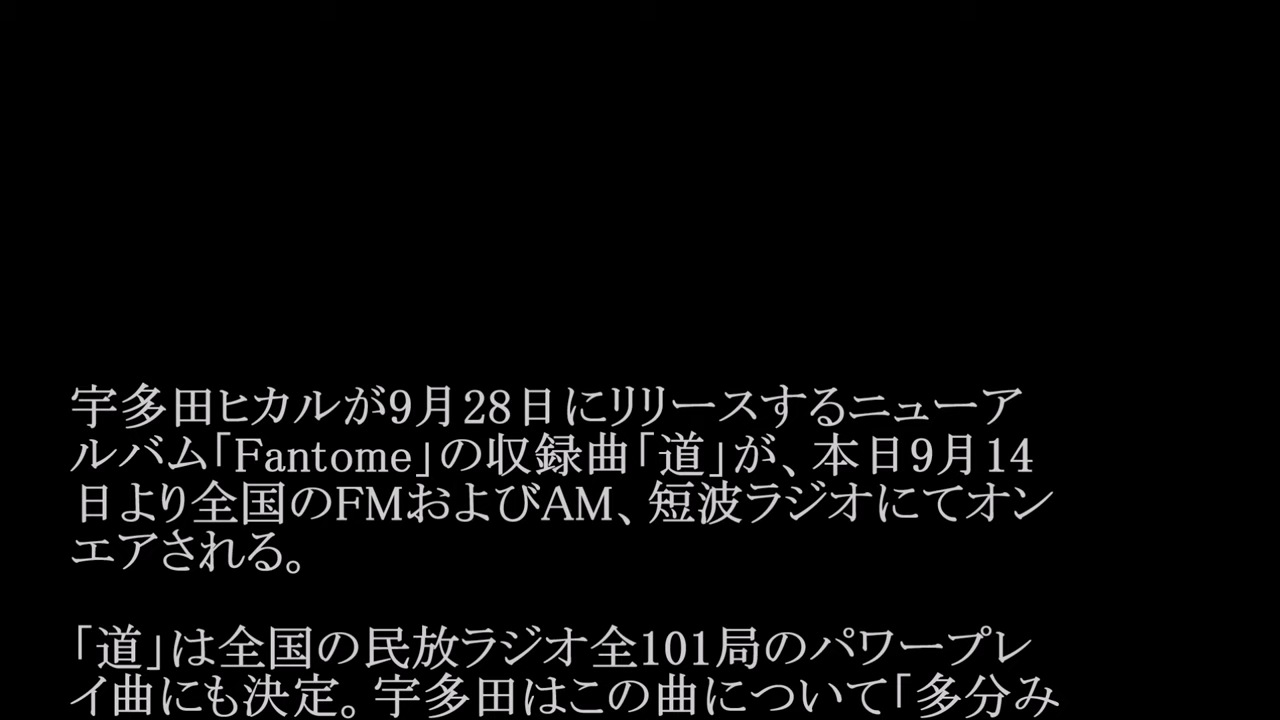 宇多田ヒカルが9月28日にリリースするニューア
ルバム「Fantome」の収録曲「道」が、本日9月14
日より全国のFMおよびAM、短波ラジオにてオン
エアされる。
「道」は全国の民放ラジオ全101局のパワープレ
イ曲にも決定。宇多田はこの曲について「多分み